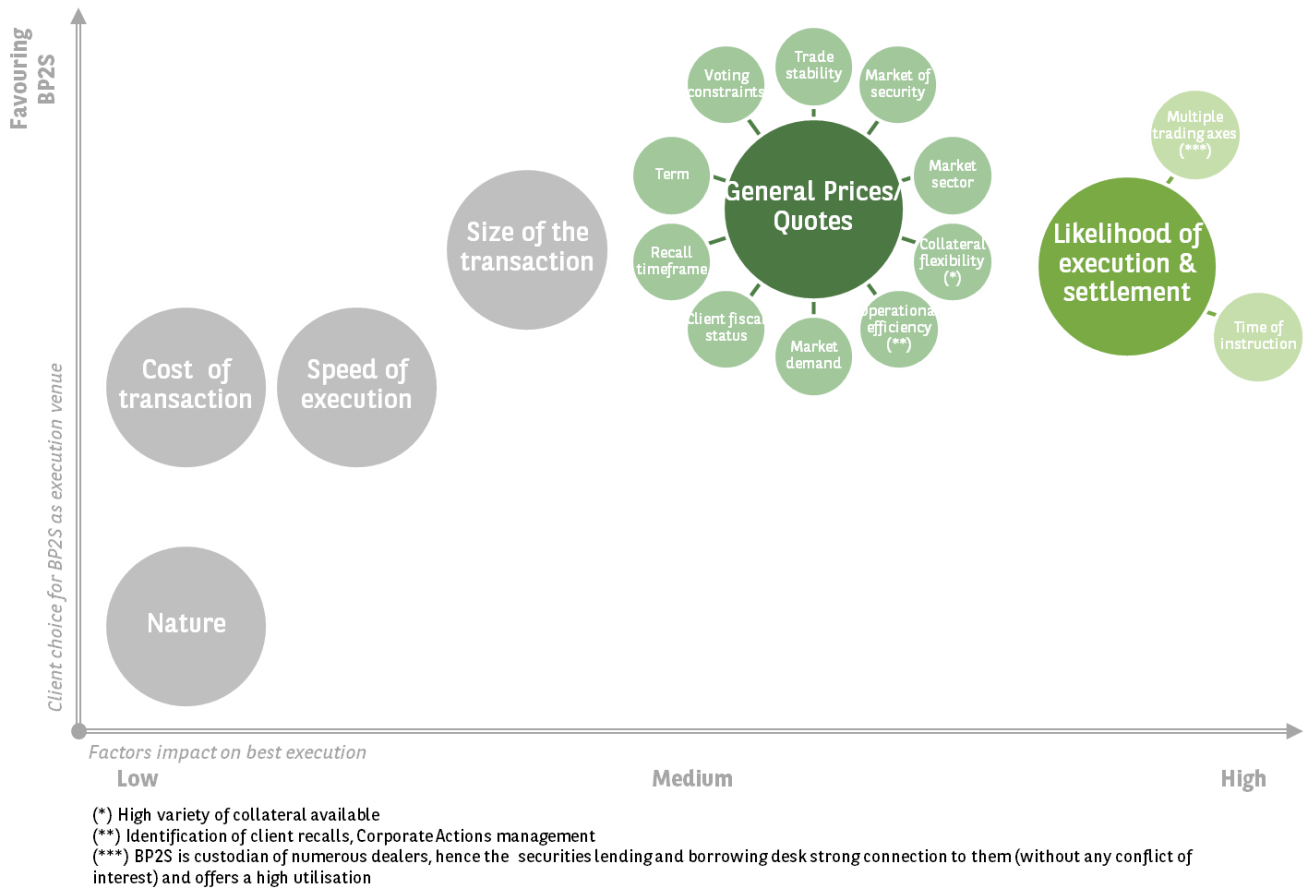 Favouring
BP2S
Client choice for BP2S as execution venue
Trade
stability
Voting
constraints
Market of
security
Term
Market
sector
General Prices/
Quotes
Recall
timeframe
Collateral
flexibility
(*)
Client fiscal
status
Operational
efficiency
(**)
Market
demand
Multiple
trading axes
(***)
Likelihood of
execution &
settlement
Time of
instruction
Size of the
transaction
Cost of
transaction
Speed of
execution
Nature
Factors impact on best execution
Low
Medium
High
(*) High variety of collateral available
(**) Identification of client recalls, Corporate Actions management
(***) BP2S is custodian of numerous dealers, hence the securities lending and borrowing desk strong connection to them (without any conflict of
interest) and offers a high utilisation